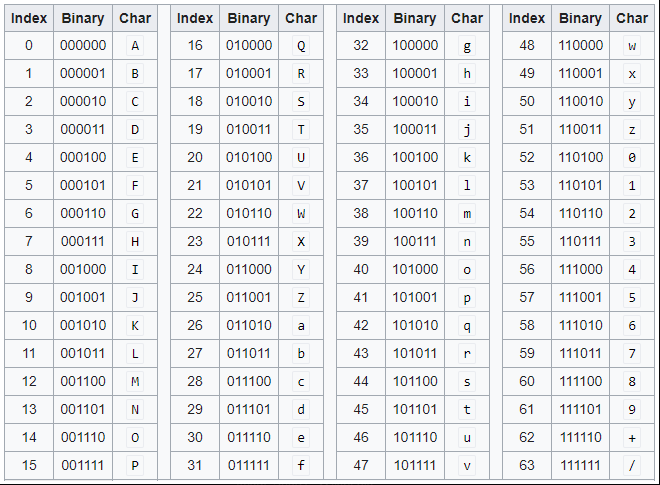 Index Binary Char Index Binary Char Index Binary Char Index Binary Char
0 000000 A 16 010000 Q 32 100000 g 48 110000 w
1 000001 B 17 010001 R 33 100001 h 49 110001 x
2 000010 C 18 010010 S 34 100010 i 50 110010 y
3 000011 D 19 010011 T 35 100011 j 51 110011 z
4 000100 E 20 010100 U 36 100100 k 52 110100 0
5 000101 F 21 010101 V 37 100101 l 53 110101 1
6 000110 G 22 010110 W 38 100110 m 54 110110 2
7 000111 H 23 010111 X 39 100111 n 55 110111 3
8 001000 I 24 011000 Y 40 101000 o 56 111000 4
9 001001 J 25 011001 Z 41 101001 p 57 111001 5
10 001010 K 26 011010 a 42 101010 q 58 111010 6
11 001011 L 27 011011 b 43 101011 r 59 111011 7
12 001100 M 28 011100 c 44 101100 s 60 111100 8
13 001101 N 29 011101 d 45 101101 t 61 111101 9
14 001110 O 30 011110 e 46 101110 u 62 111110 +
15 001111 P 31 011111 f 47 101111 v 63 111111 /